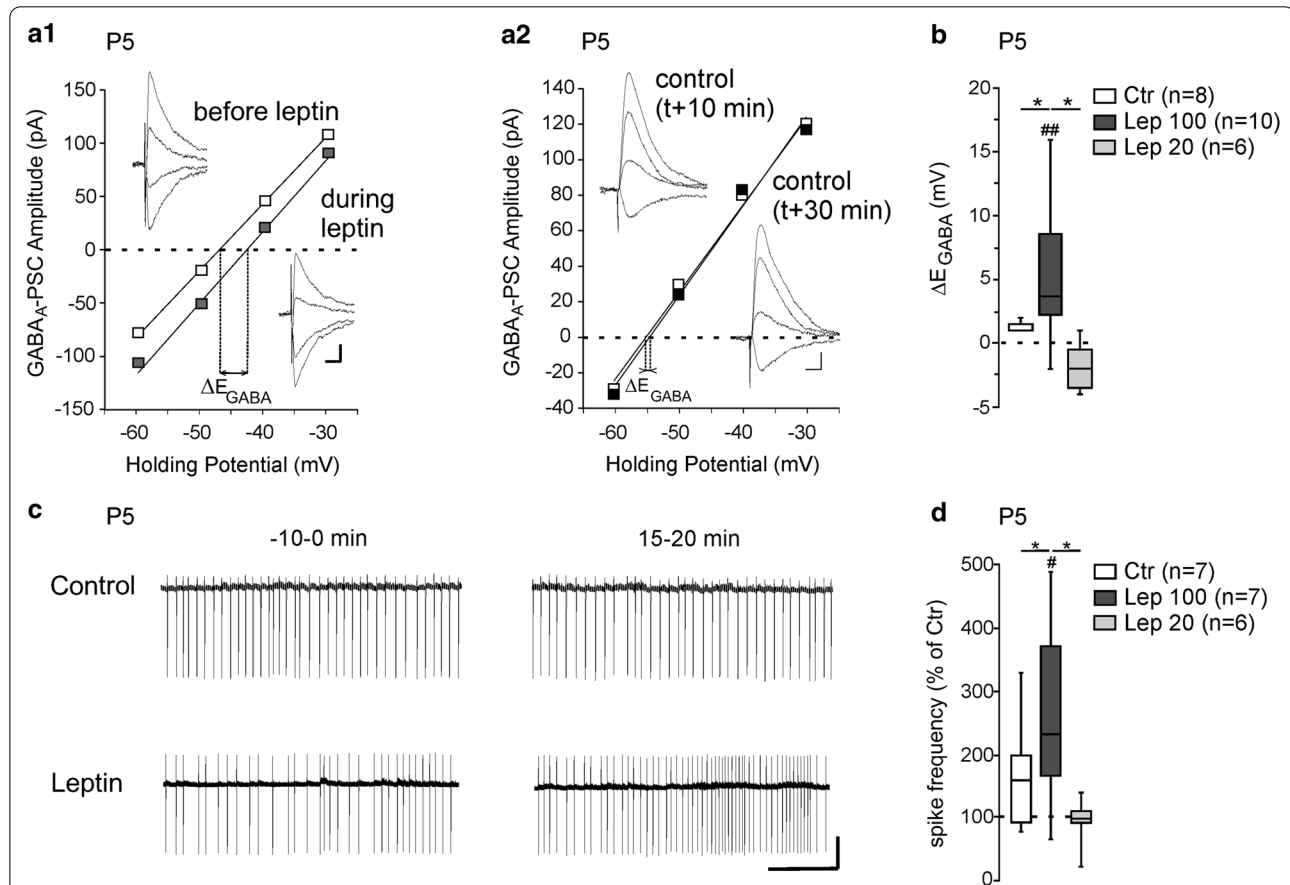 a1 P5
GABAA-PSC Amplitude (pA)
150
100
50
0
-50
-100
-150
before leptin
during
leptin
ΔEGABA
-60 -50 -40 -30
Holding Potential (mV)
a2 P5
GABAA-PSC Amplitude (pA)
140
120
100
80
60
40
20
0
-20
-40
control
(t+10 min)
control
(t+30 min)
ΔEGABA
-60 -50 -40 -30
Holding Potential (mV)
b P5
ΔEGABA (mV)
20
15
10
5
0
-5
* *
##
Ctr (n=8)
Lep 100 (n=10)
Lep 20 (n=6)
c P5
-10-0 min 15-20 min
Control
Leptin
d P5
spike frequency (% of Ctr)
500
400
300
200
100
0
* *
#
Ctr (n=7)
Lep 100 (n=7)
Lep 20 (n=6)